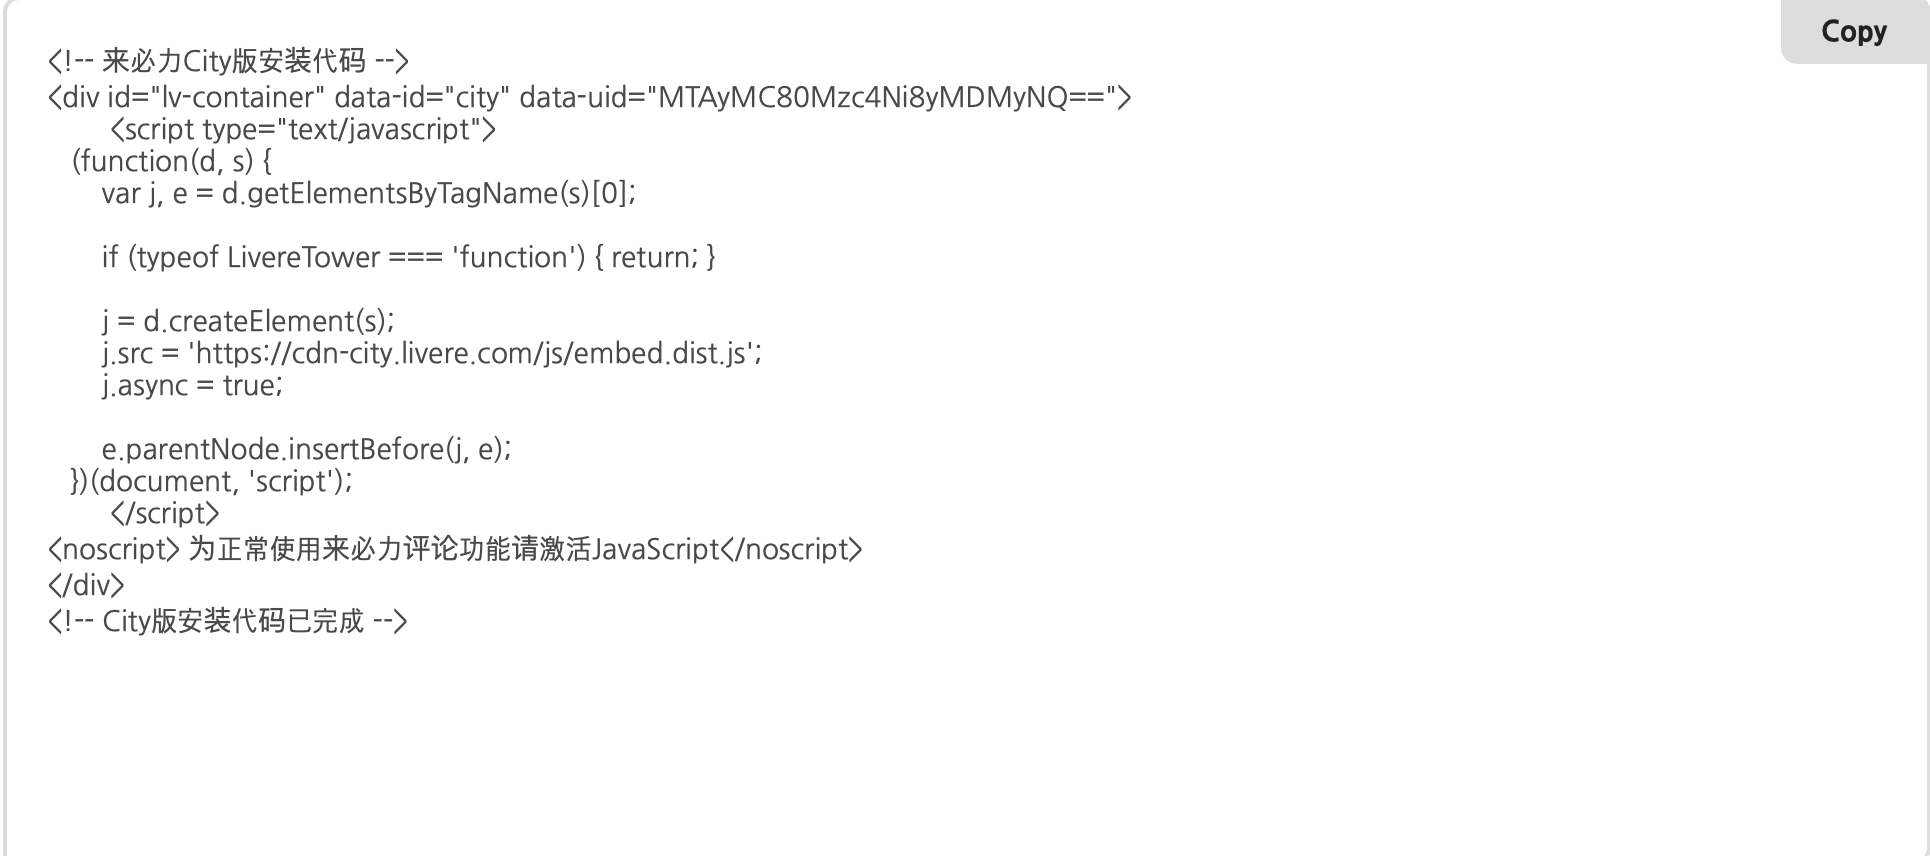 Copy
<!-- 来必力City版安装代码 -->
<div id="lv-container" data-id="city" data-uid="MTAyMC80Mzc4Ni8yMDMyNQ==">
<script type="text/javascript">
(function(d, s) {
var j, e = d.getElementsByTagName(s)[0];
if (typeof LivereTower === 'function') { return; }
j = d.createElement(s);
j.src = 'https://cdn-city.livere.com/js/embed.dist.js';
j.async = true;
e.parentNode.insertBefore(j, e);
})(document, 'script');
</script>
<noscript> 为正常使用来必力评论功能请激活JavaScript</noscript>
</div>
<!-- City版安装代码已完成 -->